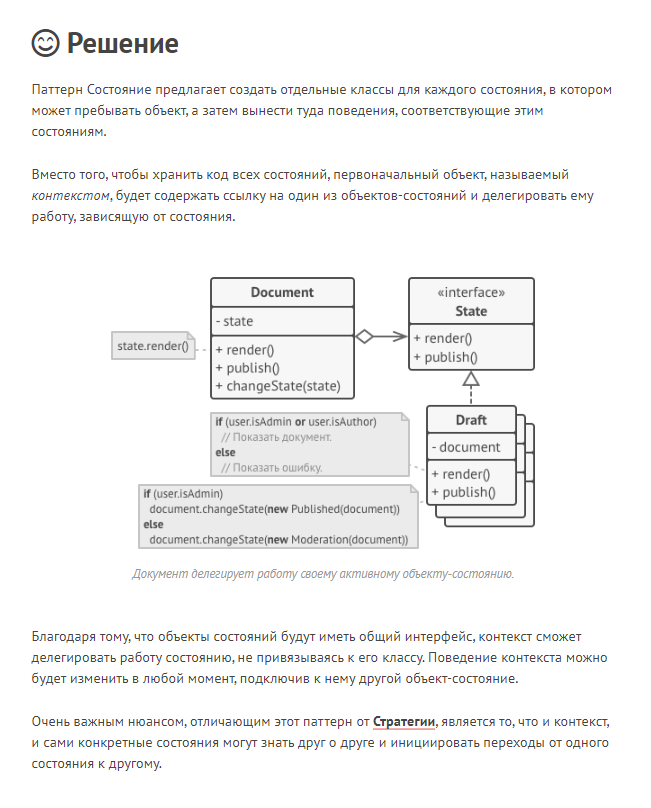 Решение
Паттерн Состояние предлагает создать отдельные классы для каждого состояния, в котором
может пребывать объект, а затем вынести туда поведения, соответствующие этим
состояниям.
Вместо того, чтобы хранить код всех состояний, первоначальный объект, называемый
контекстом, будет содержать ссылку на один из объектов-состояний и делегировать ему
работу, зависящую от состояния.
Document
- state
+ render()
+ publish()
+ changeState(state)
state.render()
«interface»
State
+ render()
+ publish()
Draft
- document
+ render()
+ publish()
if (user.isAdmin or user.isAuthor)
// Показать документ.
else
// Показать ошибку.
if (user.isAdmin)
document.changeState(new Published(document))
else
document.changeState(new Moderation(document))
Документ делегирует работу своему активному объекту-состоянию.
Благодаря тому, что объекты состояний будут иметь общий интерфейс, контекст сможет
делегировать работу состоянию, не привязываясь к его классу. Поведение контекста можно
будет изменить в любой момент, подключив к нему другой объект-состояние.
Очень важным нюансом, отличающим этот паттерн от Стратегии, является то, что и контекст,
и сами конкретные состояния могут знать друг о друге и инициировать переходы от одного
состояния к другому.